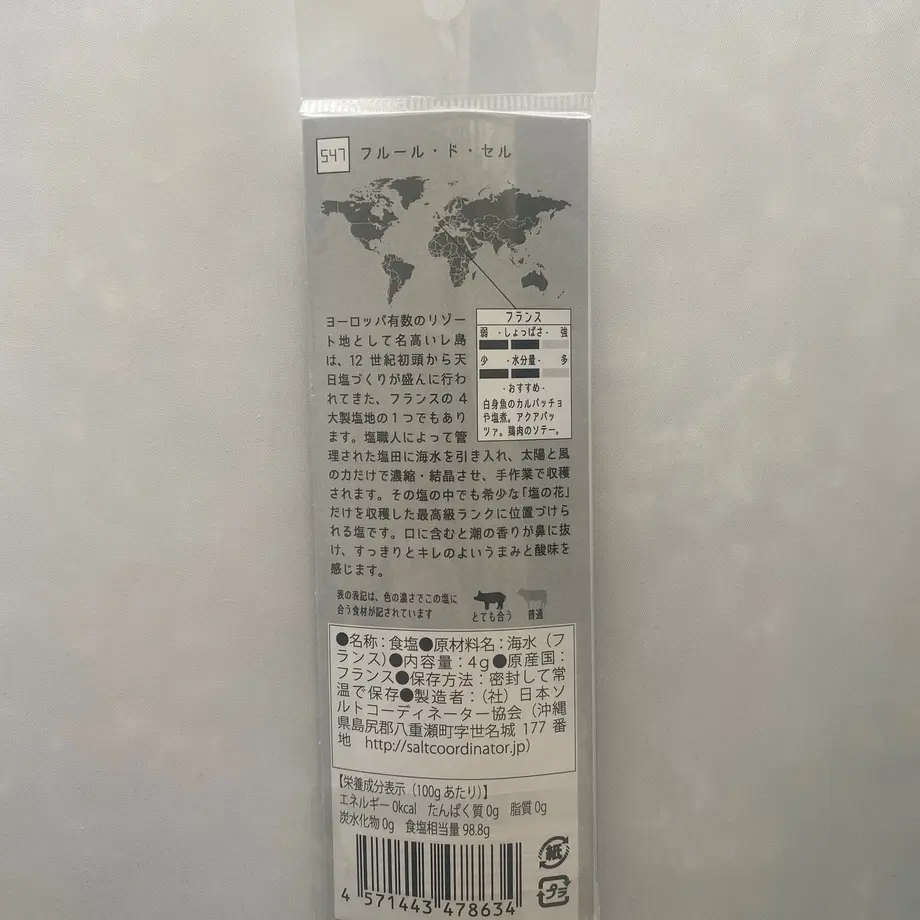 547 フルール・ド・セル
フランス
弱 ・しょっぱさ・ 強
少 ・水分量・ 多
・おすすめ・
白身魚のカルパッチョ
や塩煮。アクアパッ
ツァ。鶏肉のソテー。
ヨーロッパ有数のリゾー
ト地として名高いレ島
は、12 世紀初頭から天
日塩づくりが盛んに行わ
れてきた、フランスの 4
大製塩地の 1 つでもあり
ます。塩職人によって管
理された塩田に海水を引き入れ、太陽と風
の力だけで濃縮・結晶させ、手作業で収穫
されます。その塩の中でも希少な「塩の花」
だけを収穫した最高級ランクに位置づけら
れる塩です。口に含むと潮の香りが鼻に抜
け、すっきりとキレのよいうまみと酸味を
感じます。
表の表記は、色の濃さでこの塩に
合う食材が記されています
とても合う 普通
●名称：食塩●原材料名：海水（フ
ランス）●内容量：4g●原産国：
フランス●保存方法：密封して常
温で保存●製造者：（社）日本ソ
ルトコーディネーター協会（沖縄
県島尻郡八重瀬町字世名城 177 番
地 http://saltcoordinator.jp）
【栄養成分表示（100gあたり）】
エネルギー 0kcal たんぱく質 0g 脂質 0g
炭水化物 0g 食塩相当量 98.8g
紙
プラ
4 571443 478634